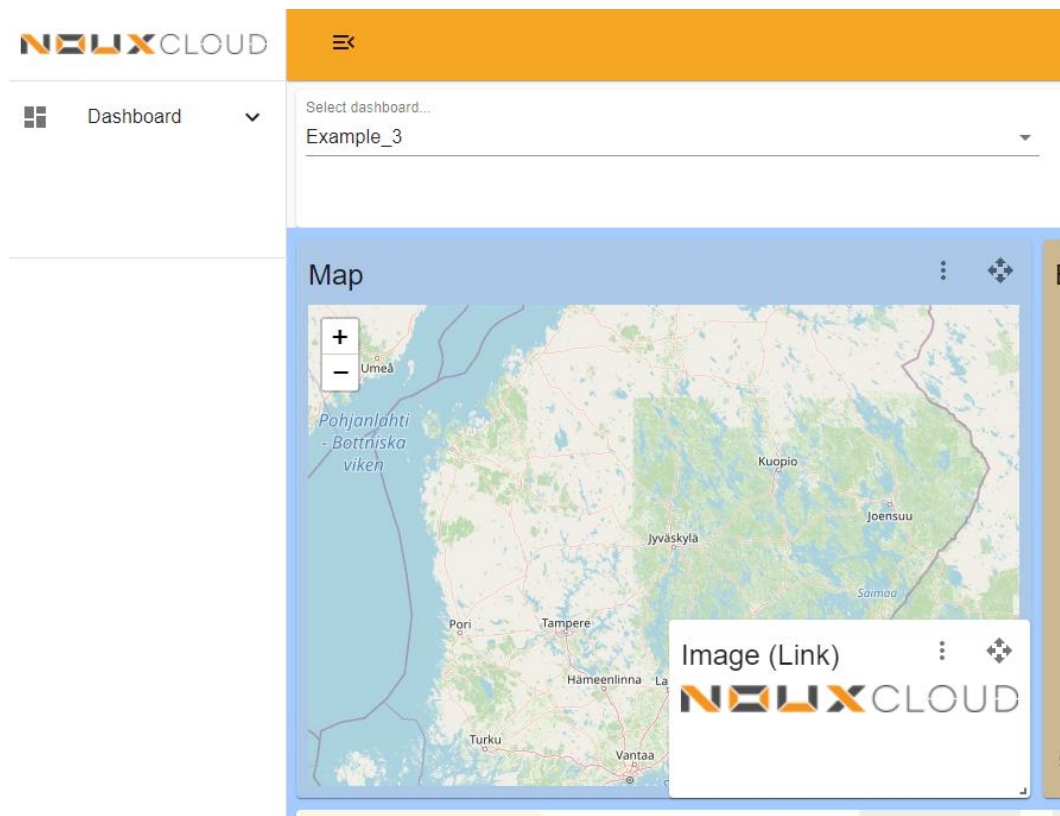 NOUXCLOUD
Dashboard
Select dashboard...
Example_3
Map
+
−
Umeå
Pohjanlahti
- Bottniska
viken
Kuopio
Joensuu
Jyväskylä
Saimaa
Pori
Tampere
Hämeenlinna
La
Turku
Vantaa
Image (Link)
NOUXCLOUD